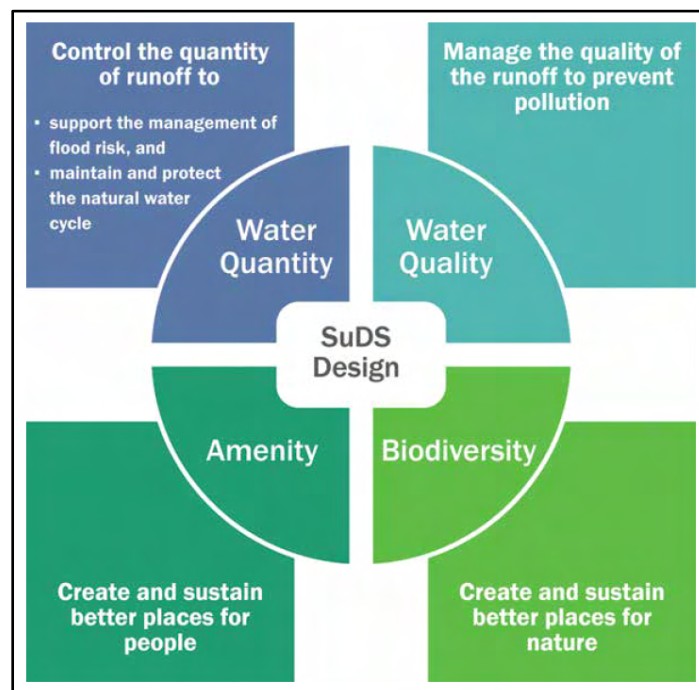 Control the quantity
of runoff to
▪ support the management of
flood risk, and
▪ maintain and protect
the natural water
cycle
Manage the quality of
the runoff to prevent
pollution
Water
Quantity
Water
Quality
SuDS
Design
Amenity
Biodiversity
Create and sustain
better places for
people
Create and sustain
better places for
nature